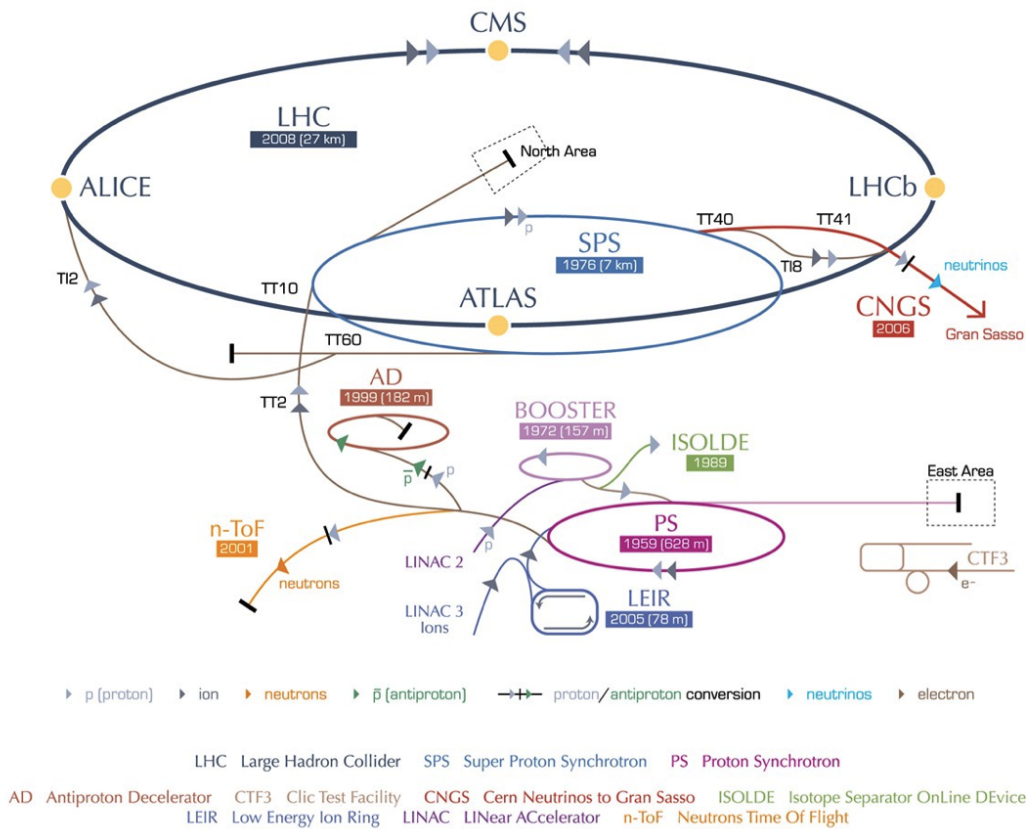 CMS
LHC
2008 (27 km)
North Area
ALICE
LHCb
TT40
TT41
p
SPS
1976 (7 km)
TI8
neutrinos
TI2
TT10
ATLAS
CNGS
2006
Gran Sasso
TT60
AD
1999 (182 m)
TT2
BOOSTER
1972 (157 m)
ISOLDE
1989
p̅
p
East Area
n-ToF
2001
PS
1959 (628 m)
p
LINAC 2
neutrons
CTF3
e-
LEIR
2005 (78 m)
LINAC 3
Ions
p (proton)
ion
neutrons
p̅ (antiproton)
proton/antiproton conversion
neutrinos
electron
LHC Large Hadron Collider SPS Super Proton Synchrotron PS Proton Synchrotron
AD Antiproton Decelerator CTF3 Clic Test Facility CNGS Cern Neutrinos to Gran Sasso ISOLDE Isotope Separator OnLine DEvice
LEIR Low Energy Ion Ring LINAC LINear ACcelerator n-ToF Neutrons Time Of Flight